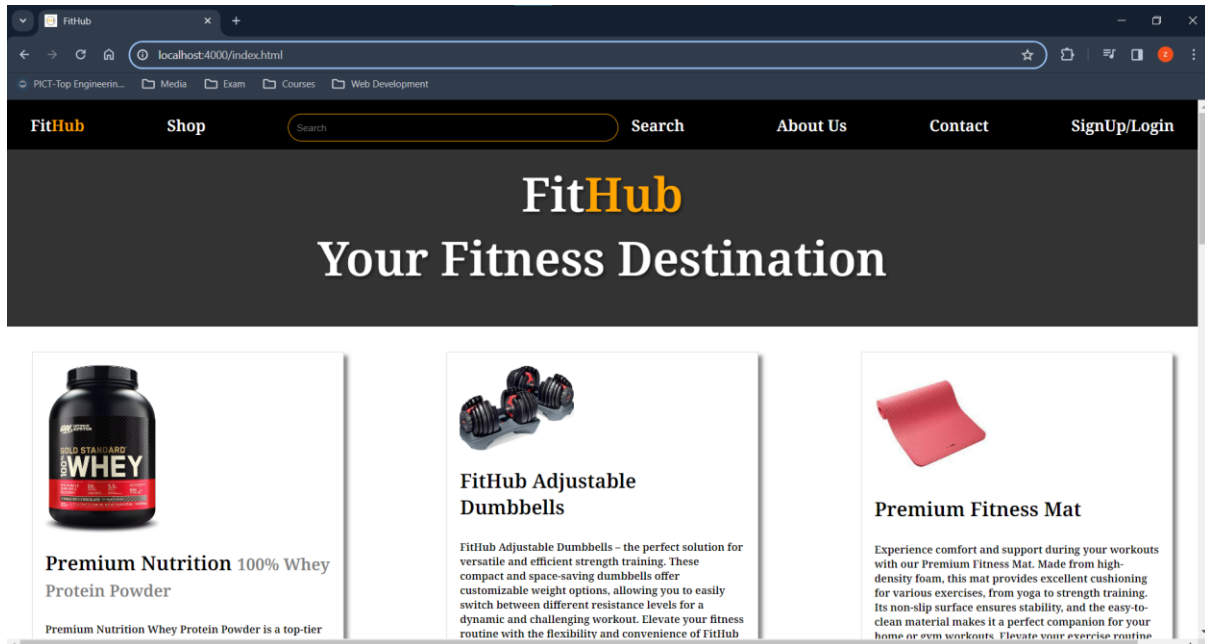 FitHub
localhost:4000/index.html
z
PICT-Top Engineerin...
Media
Exam
Courses
Web Development
FitHub
Shop
Search
Search
About Us
Contact
SignUp/Login
FitHub
Your Fitness Destination
GOLD STANDARD
100%
WHEY
Premium Nutrition 100% Whey
Protein Powder
Premium Nutrition Whey Protein Powder is a top-tier
FitHub Adjustable
Dumbbells
FitHub Adjustable Dumbbells – the perfect solution for
versatile and efficient strength training. These
compact and space-saving dumbbells offer
customizable weight options, allowing you to easily
switch between different resistance levels for a
dynamic and challenging workout. Elevate your fitness
routine with the flexibility and convenience of FitHub
Premium Fitness Mat
Experience comfort and support during your workouts
with our Premium Fitness Mat. Made from high-
density foam, this mat provides excellent cushioning
for various exercises, from yoga to strength training.
Its non-slip surface ensures stability, and the easy-to-
clean material makes it a perfect companion for your
home or gym workouts. Elevate your exercise routine